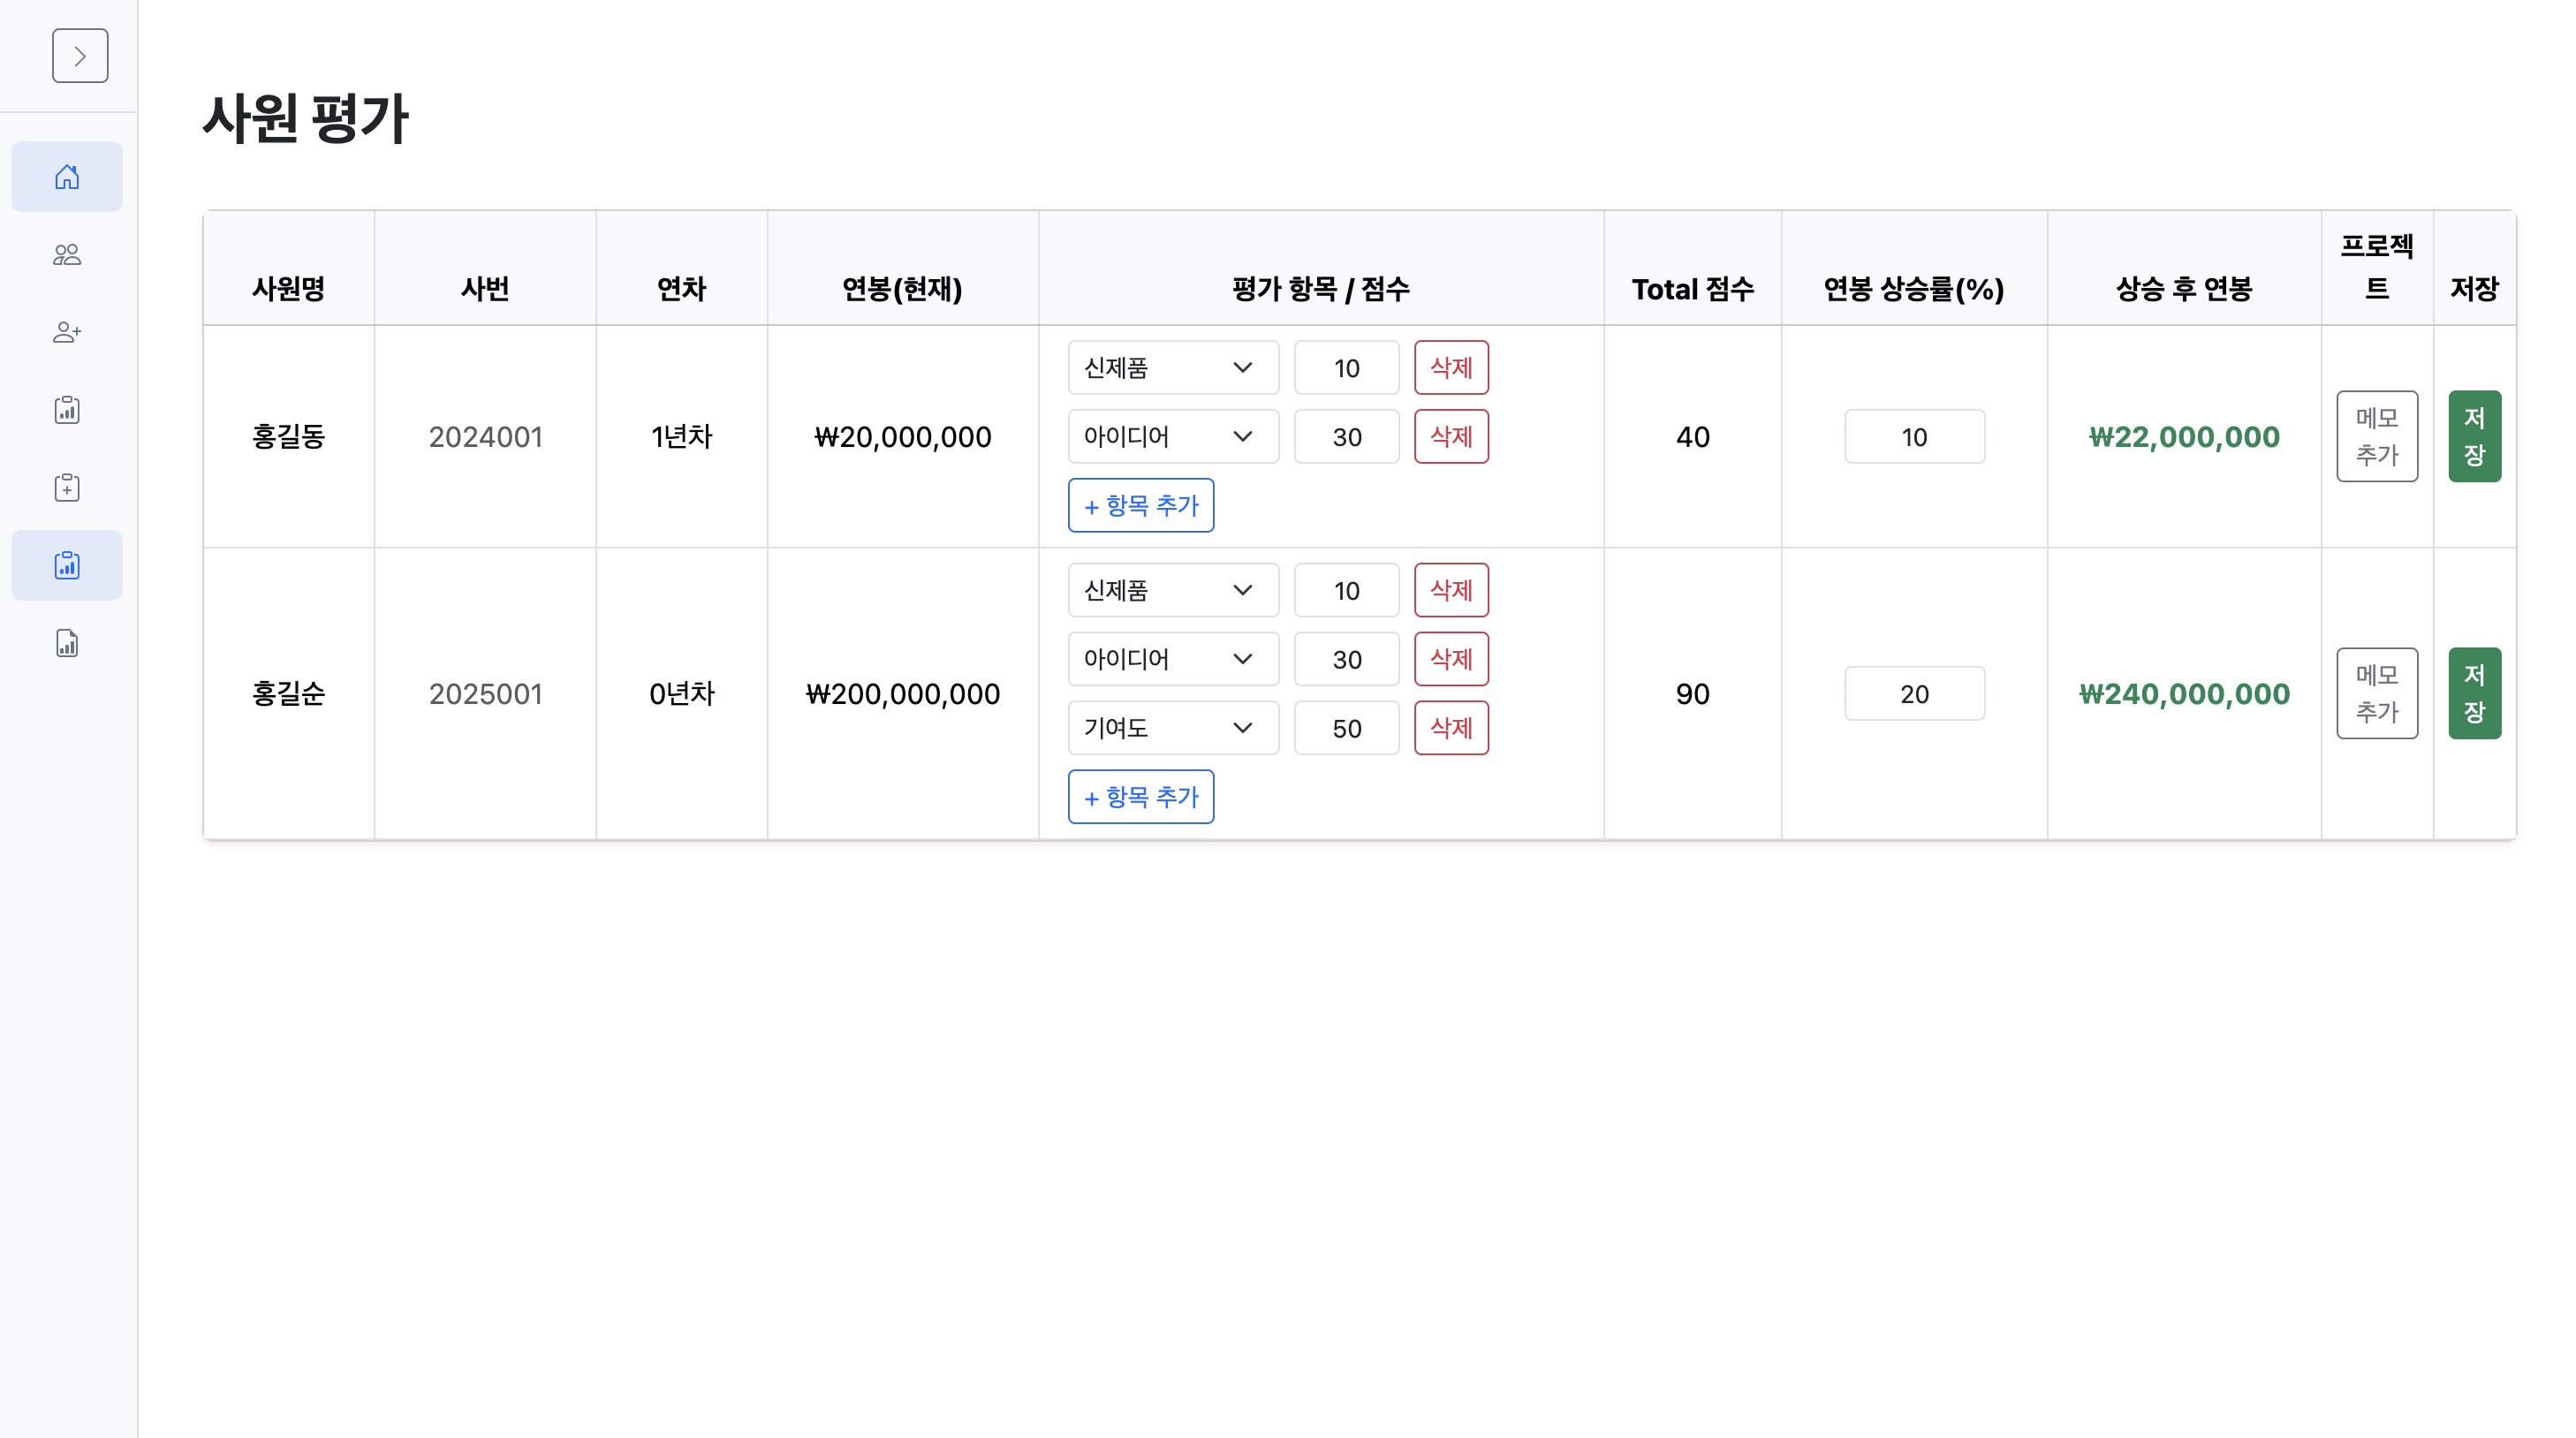 사원 평가
사원명 사번 연차 연봉(현재) 평가 항목 / 점수 Total 점수 연봉 상승률(%) 상승 후 연봉 프로젝
트 저장
홍길동 2024001 1년차 ₩20,000,000
신제품 10 삭제
아이디어 30 삭제
+ 항목 추가
40 10 ₩22,000,000
메모
추가
저
장
홍길순 2025001 0년차 ₩200,000,000
신제품 10 삭제
아이디어 30 삭제
기여도 50 삭제
+ 항목 추가
90 20 ₩240,000,000
메모
추가
저
장